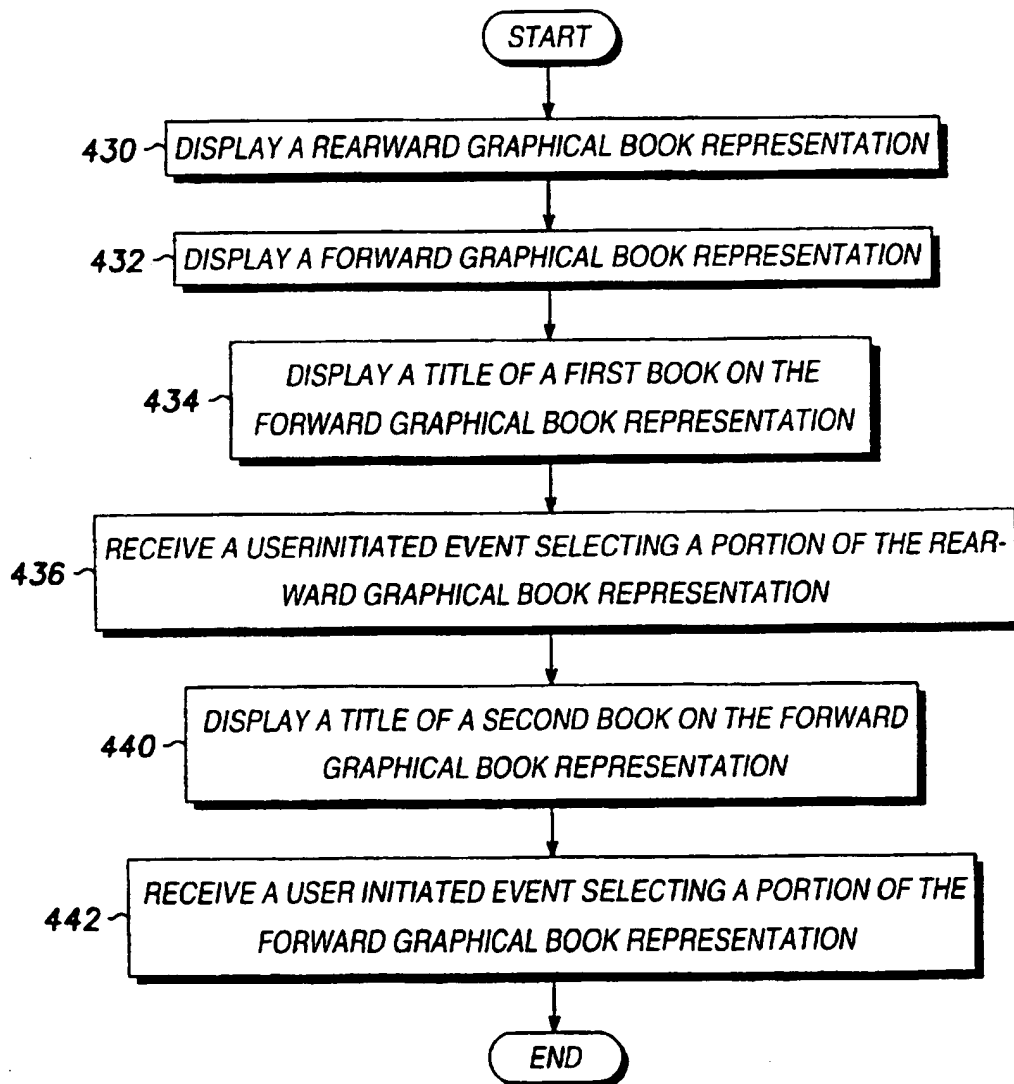 START
430 DISPLAY A REARWARD GRAPHICAL BOOK REPRESENTATION
432 DISPLAY A FORWARD GRAPHICAL BOOK REPRESENTATION
DISPLAY A TITLE OF A FIRST BOOK ON THE
434
FORWARD GRAPHICAL BOOK REPRESENTATION
RECEIVE A USERINITIATED EVENT SELECTING A PORTION OF THE REAR-
436
WARD GRAPHICAL BOOK REPRESENTATION
DISPLAY A TITLE OF A SECOND BOOK ON THE FORWARD
440
GRAPHICAL BOOK REPRESENTATION
RECEIVE A USER INITIATED EVENT SELECTING A PORTION OF THE
442
FORWARD GRAPHICAL BOOK REPRESENTATION
END